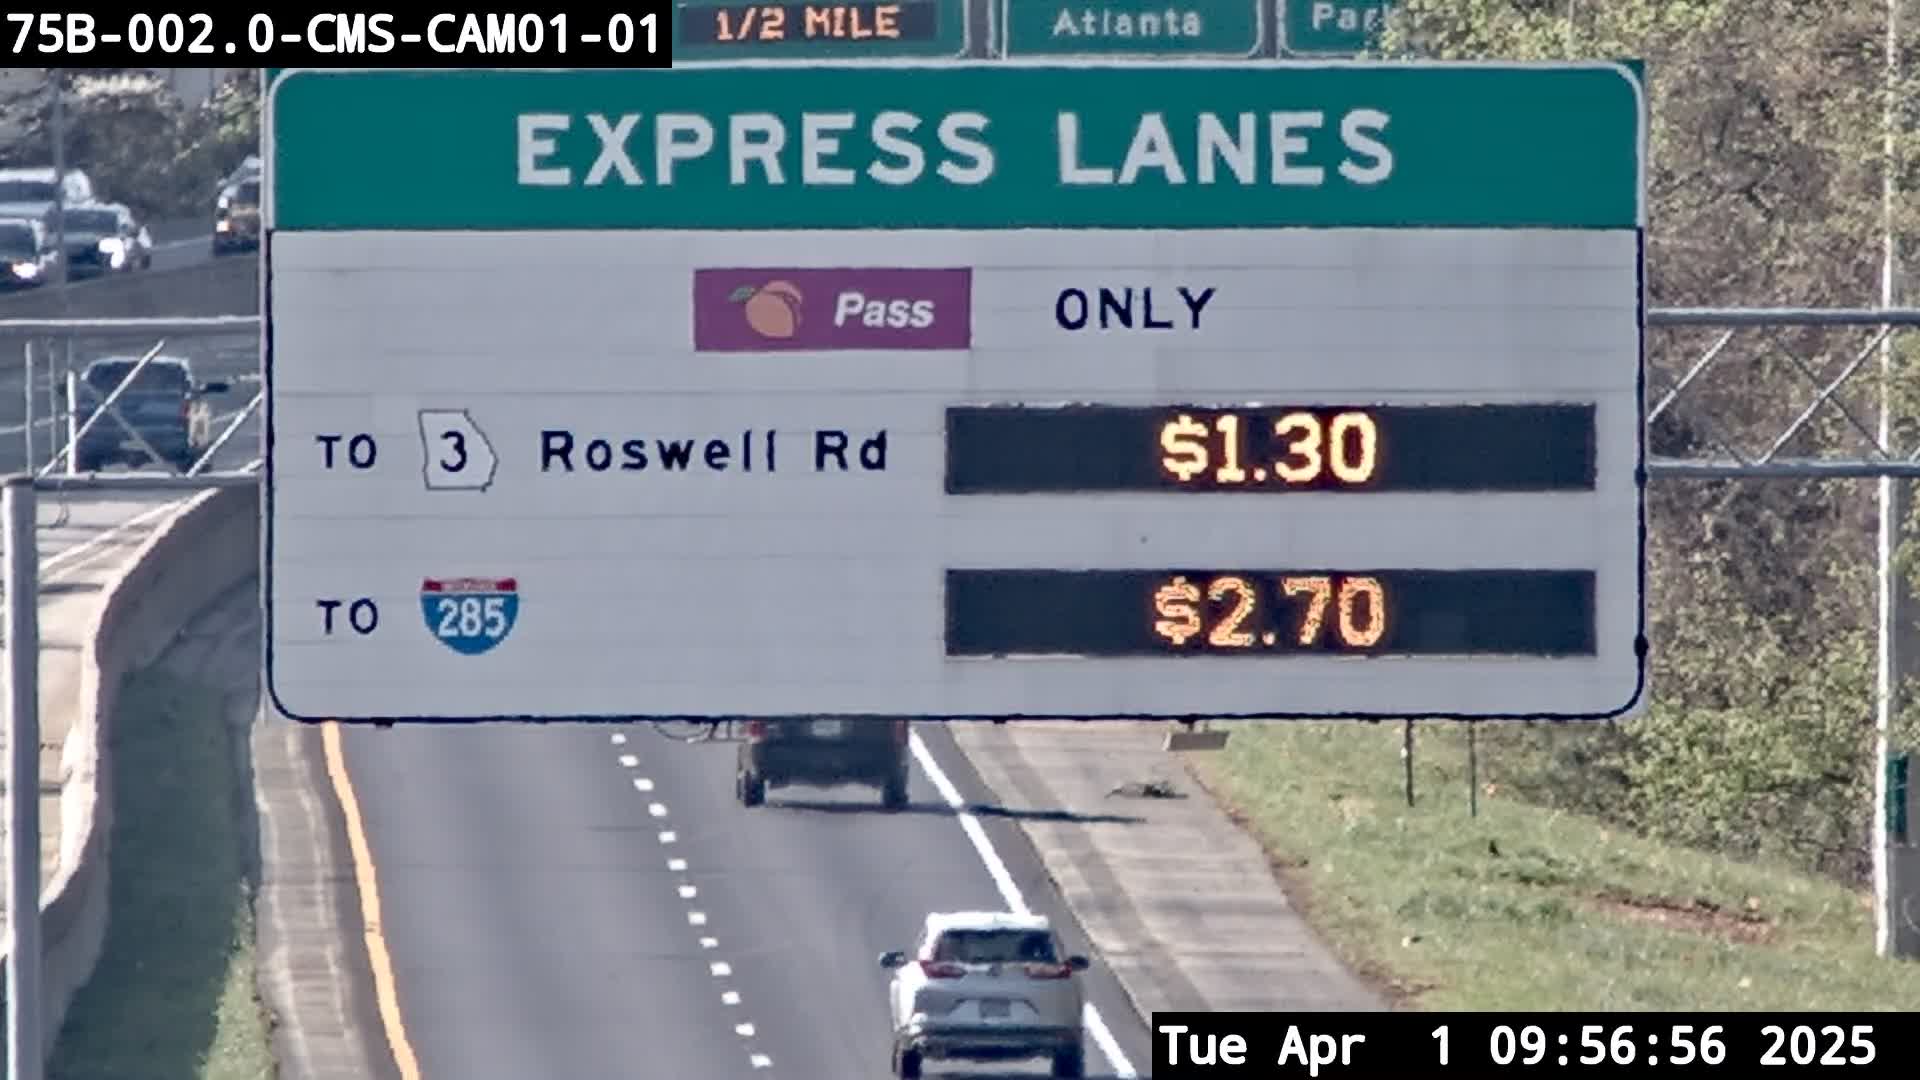 75B-002.0-CMS-CAM01-01
1/2 MILE
Atlanta
EXPRESS LANES
Pass ONLY
TO 3 Roswell Rd $1.30
TO 285 $2.70
Tue Apr 1 09:56:56 2025